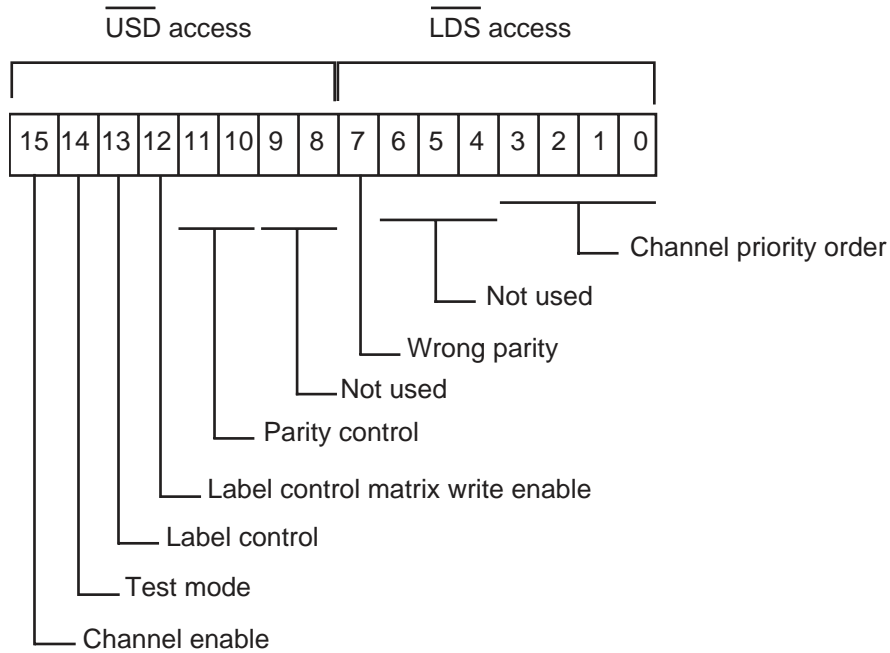 USD access LDS access
15 14 13 12 11 10 9 8 7 6 5 4 3 2 1 0
Channel priority order
Not used
Wrong parity
Not used
Parity control
Label control matrix write enable
Label control
Test mode
Channel enable